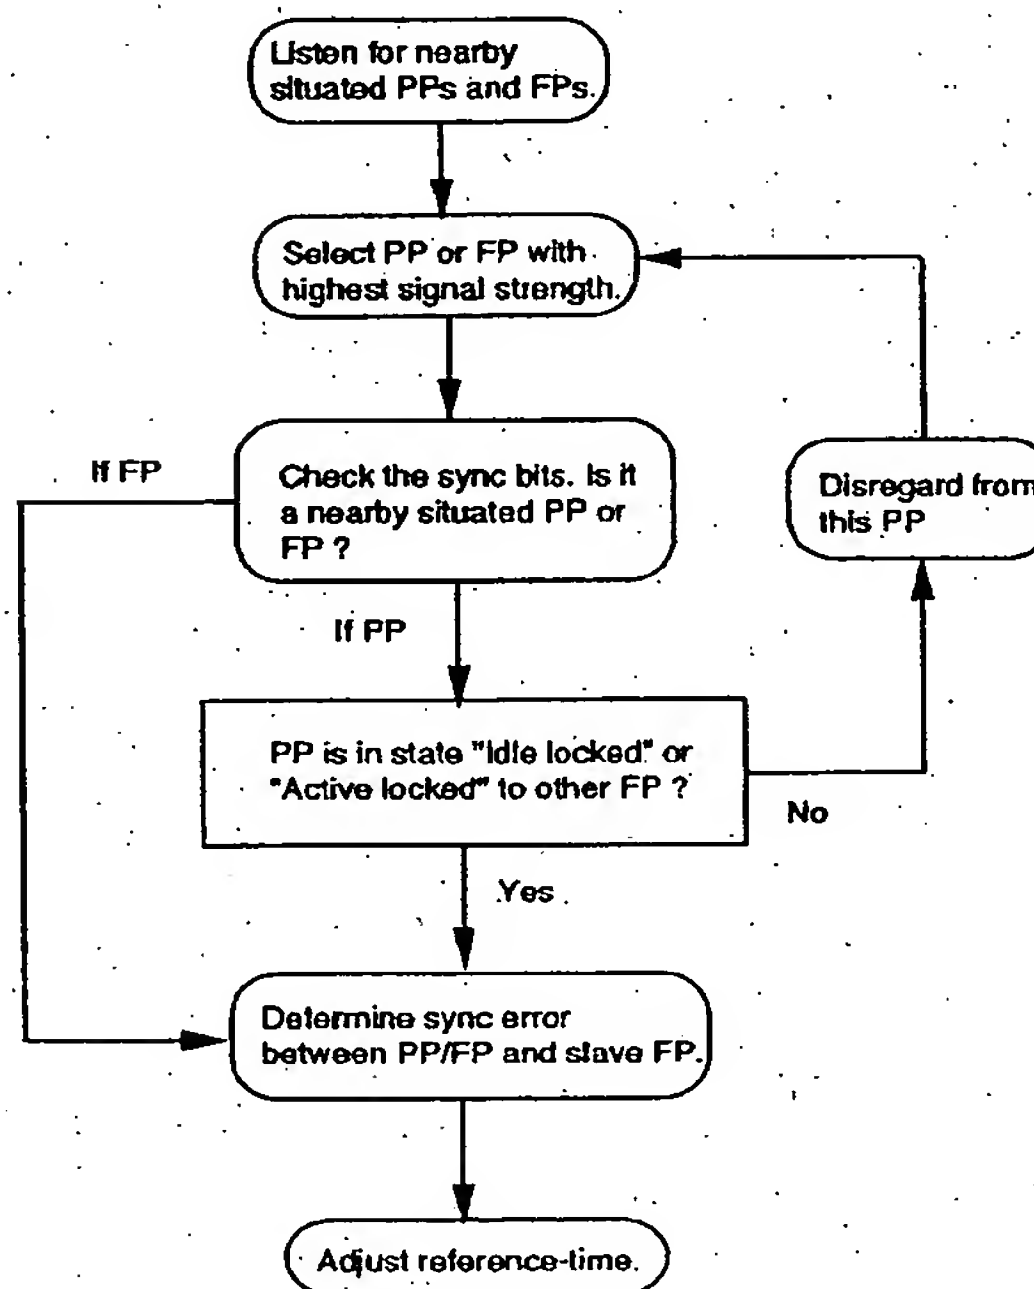 Listen for nearby
situated PPs and FPs.
Select PP or FP with
highest signal strength.
If FP
Check the sync bits. Is it
a nearby situated PP or
FP ?
Disregard from
this PP
If PP
PP is in state "Idle locked" or
"Active locked" to other FP ?
No
Yes
Determine sync error
between PP/FP and slave FP.
Adjust reference-time.